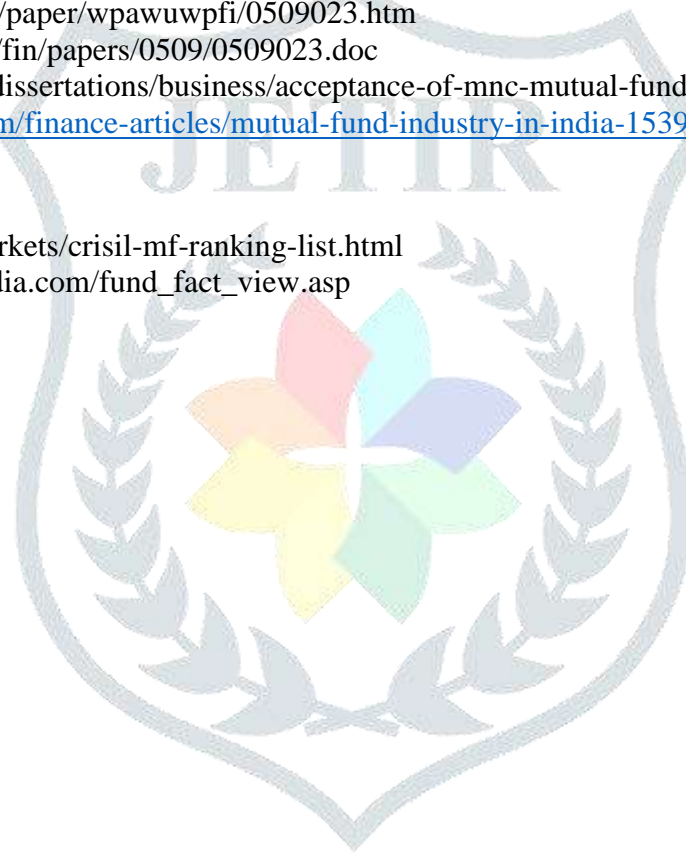 /paper/wpawuwpfi/0509023.htm
/fin/papers/0509/0509023.doc
dissertations/business/acceptance-of-mnc-mutual-fund
m/finance-articles/mutual-fund-industry-in-india-1539
JETIR
rkets/crisil-mf-ranking-list.html
dia.com/fund_fact_view.asp